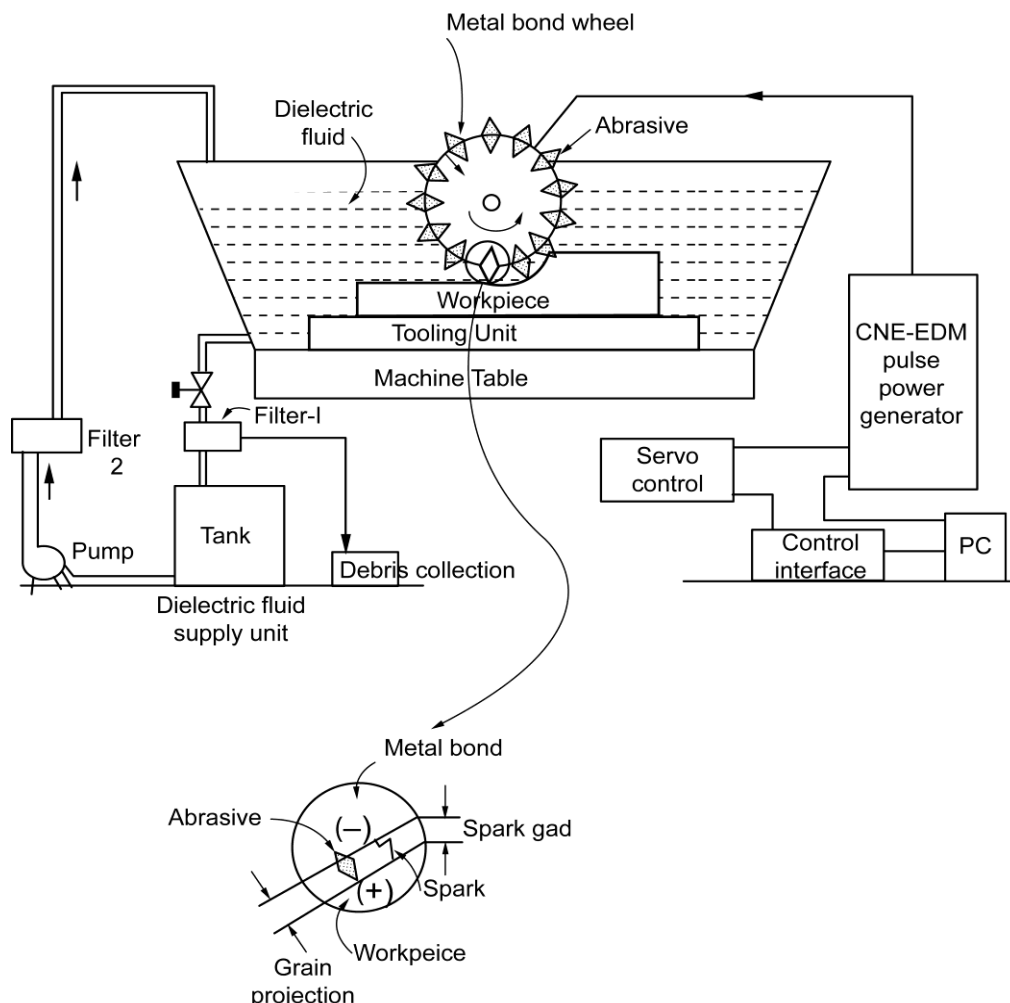 Metal bond wheel
Dielectric
fluid
Abrasive
Workpiece
Tooling Unit
Machine Table
CNE-EDM
pulse
power
generator
Filter-I
Filter
2
Servo
control
Tank
Pump
Debris collection
Control
interface
PC
Dielectric fluid
supply unit
Metal bond
Abrasive
(–)
Spark gad
(+)
Spark
Workpeice
Grain
projection